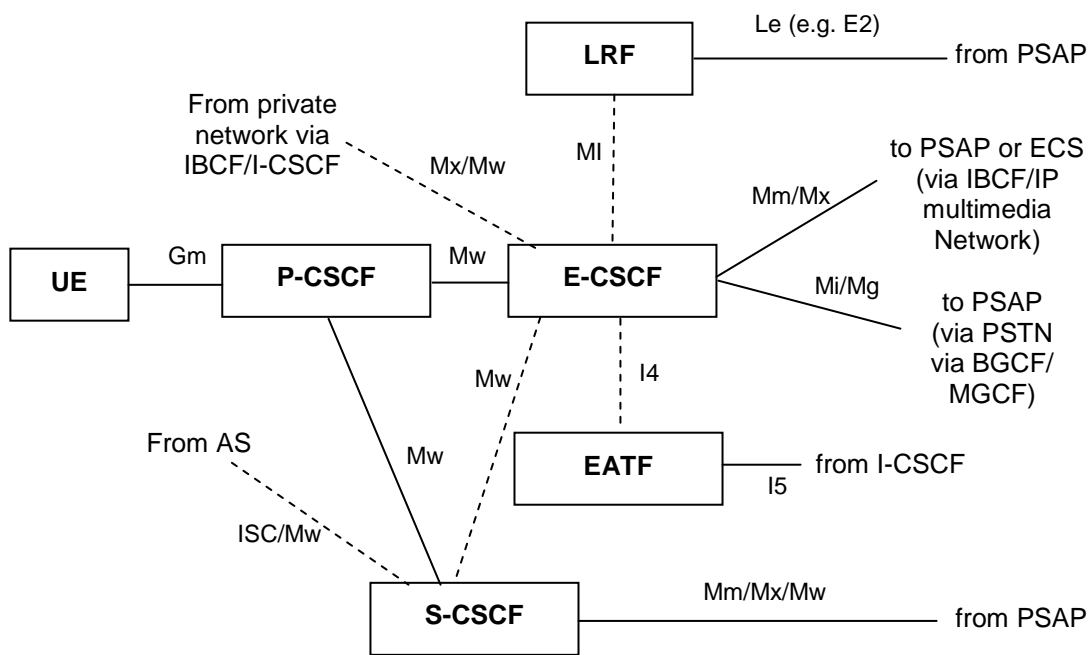 Le (e.g. E2)
LRF
from PSAP
From private
network via
IBCF/I-CSCF
Mx/Mw
Ml
to PSAP or ECS
(via IBCF/IP
multimedia
Network)
Mm/Mx
Gm
Mw
UE
P-CSCF
E-CSCF
Mi/Mg
to PSAP
(via PSTN
via BGCF/
MGCF)
Mw
I4
From AS
Mw
EATF
from I-CSCF
I5
ISC/Mw
S-CSCF
Mm/Mx/Mw
from PSAP